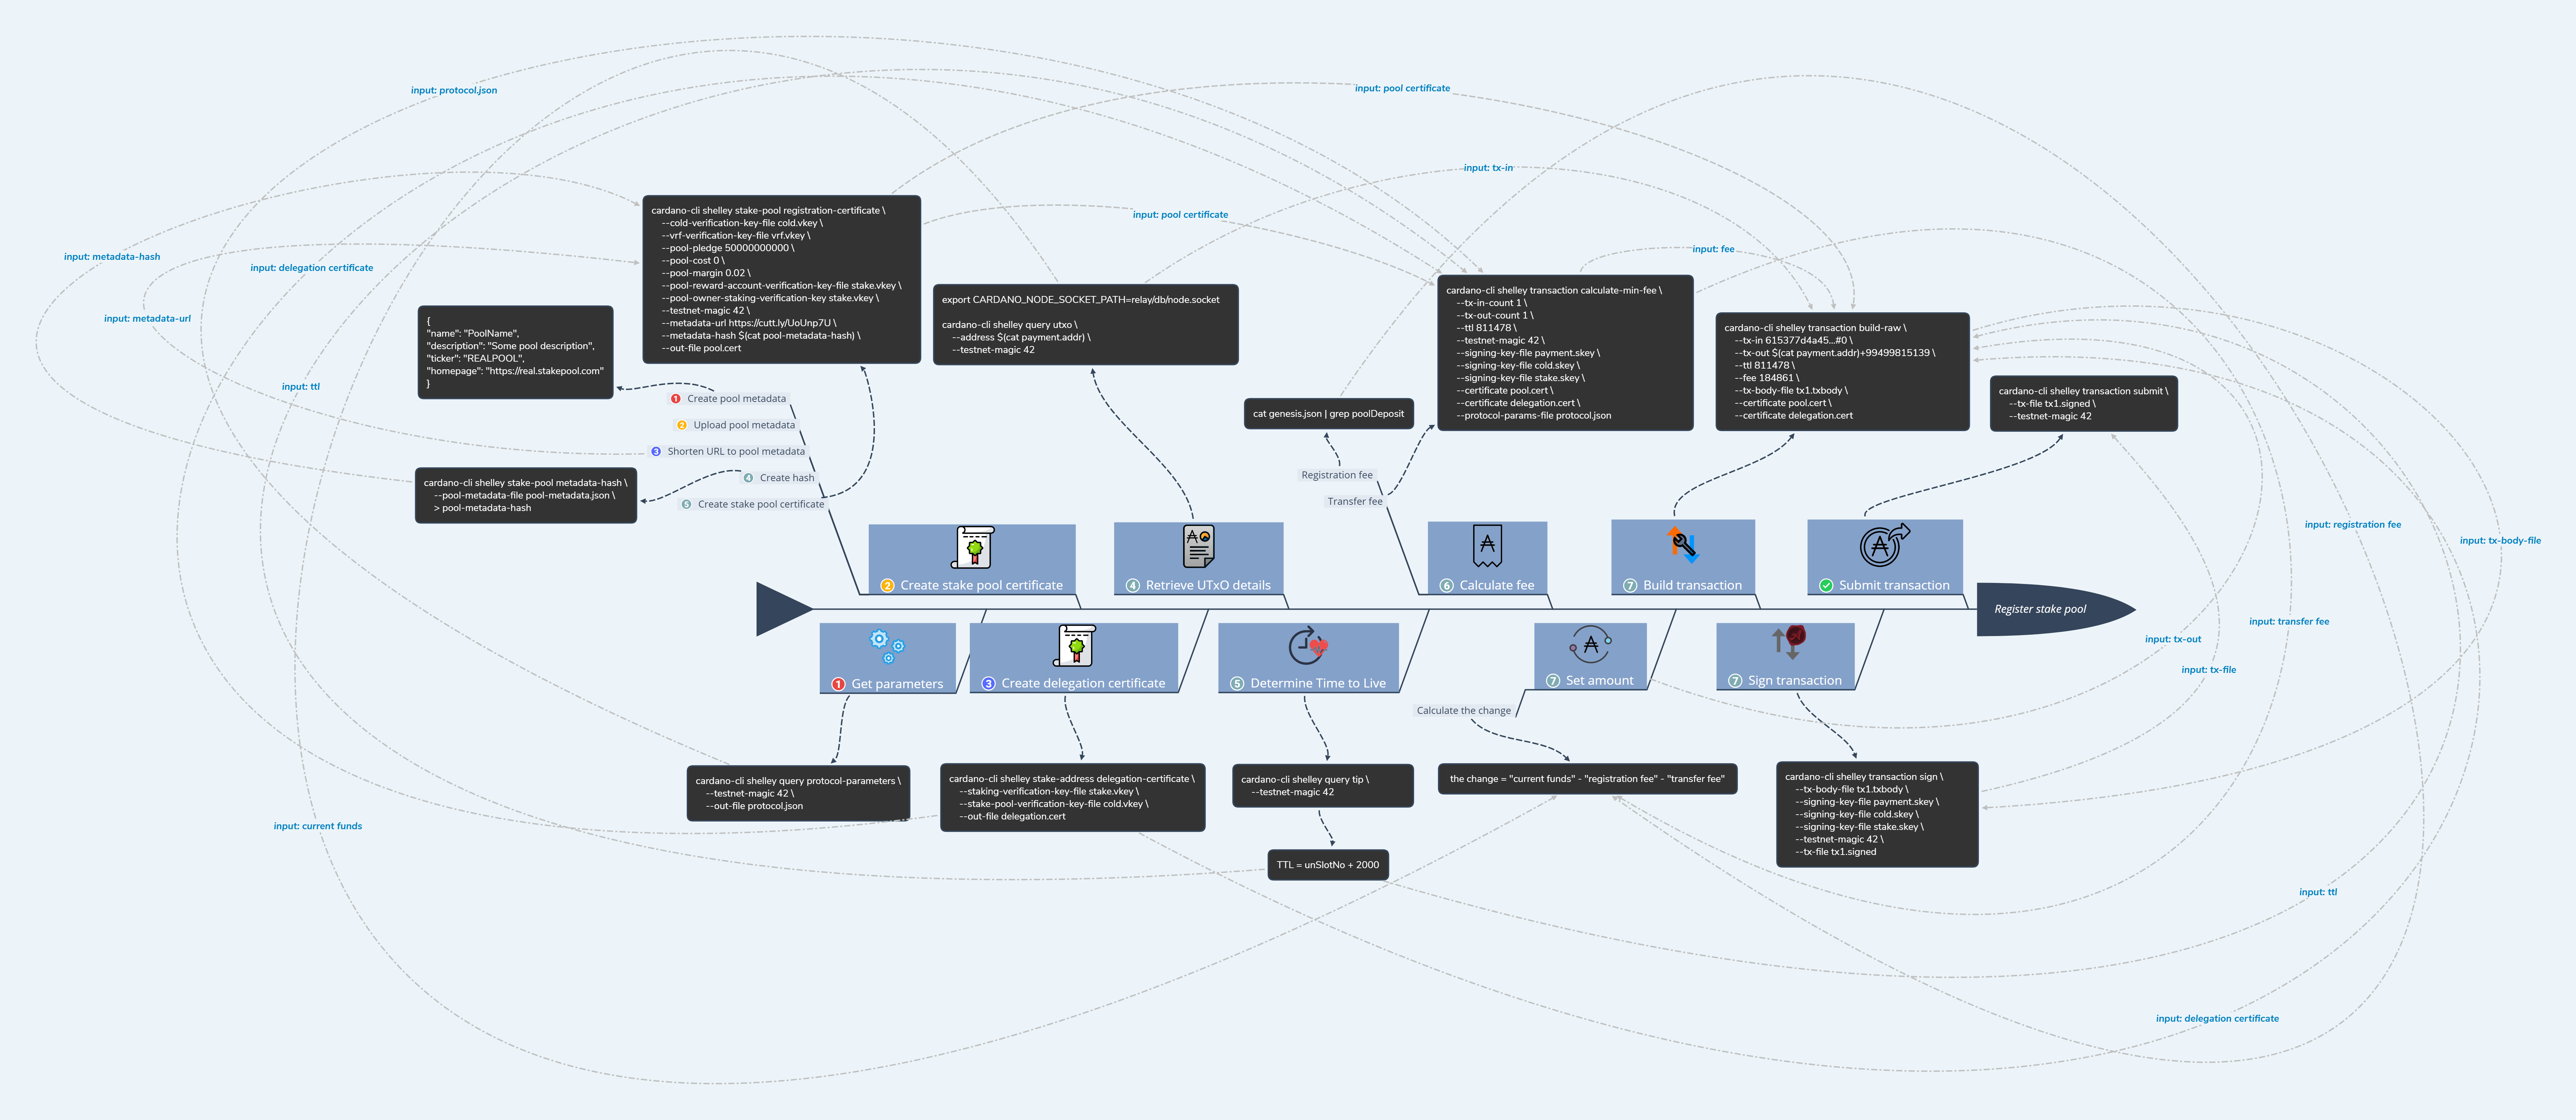 input: protocol.json
input: pool certificate
input: tx-in
input: pool certificate
input: fee
input: metadata-hash
input: delegation certificate
input: metadata-url
input: ttl
{
"name": "PoolName",
"description": "Some pool description",
"ticker": "REALPOOL",
"homepage": "https://real.stakepool.com"
}
cardano-cli shelley stake-pool registration-certificate \
--cold-verification-key-file cold.vkey \
--vrf-verification-key-file vrf.vkey \
--pool-pledge 50000000000 \
--pool-cost 0 \
--pool-margin 0.02 \
--pool-reward-account-verification-key-file stake.vkey \
--pool-owner-staking-verification-key stake.vkey \
--testnet-magic 42 \
--metadata-url https://cutt.ly/UoUnp7U \
--metadata-hash $(cat pool-metadata-hash) \
--out-file pool.cert
export CARDANO_NODE_SOCKET_PATH=relay/db/node.socket
cardano-cli shelley query utxo \
--address $(cat payment.addr) \
--testnet-magic 42
cat genesis.json | grep poolDeposit
cardano-cli shelley transaction calculate-min-fee \
--tx-in-count 1 \
--tx-out-count 1 \
--ttl 811478 \
--testnet-magic 42 \
--signing-key-file payment.skey \
--signing-key-file cold.skey \
--signing-key-file stake.skey \
--certificate pool.cert \
--certificate delegation.cert \
--protocol-params-file protocol.json
cardano-cli shelley transaction build-raw \
--tx-in 615377d4a45...#0 \
--tx-out $(cat payment.addr)+99499815139 \
--ttl 811478 \
--fee 184861 \
--tx-body-file tx1.txbody \
--certificate pool.cert \
--certificate delegation.cert
cardano-cli shelley transaction submit \
--tx-file tx1.signed \
--testnet-magic 42
1 Create pool metadata
2 Upload pool metadata
3 Shorten URL to pool metadata
4 Create hash
5 Create stake pool certificate
cardano-cli shelley stake-pool metadata-hash \
--pool-metadata-file pool-metadata.json \
> pool-metadata-hash
Registration fee
Transfer fee
input: registration fee
input: tx-body-file
2 Create stake pool certificate
4 Retrieve UTxO details
6 Calculate fee
7 Build transaction
Submit transaction
Register stake pool
input: transfer fee
input: tx-out
input: tx-file
1 Get parameters
3 Create delegation certificate
5 Determine Time to Live
7 Set amount
7 Sign transaction
Calculate the change
cardano-cli shelley query protocol-parameters \
--testnet-magic 42 \
--out-file protocol.json
cardano-cli shelley stake-address delegation-certificate \
--staking-verification-key-file stake.vkey \
--stake-pool-verification-key-file cold.vkey \
--out-file delegation.cert
cardano-cli shelley query tip \
--testnet-magic 42
TTL = unSlotNo + 2000
the change = "current funds" - "registration fee" - "transfer fee"
cardano-cli shelley transaction sign \
--tx-body-file tx1.txbody \
--signing-key-file payment.skey \
--signing-key-file cold.skey \
--signing-key-file stake.skey \
--testnet-magic 42 \
--tx-file tx1.signed
input: current funds
input: ttl
input: delegation certificate